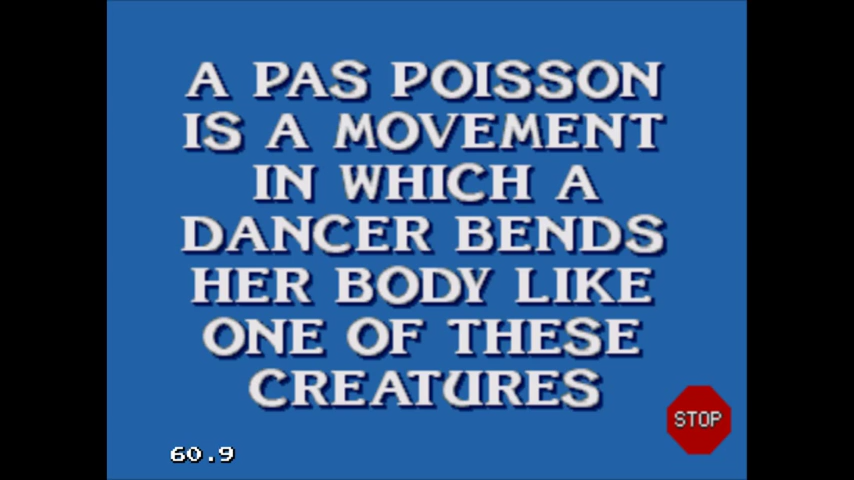 A PAS POISSON
IS A MOVEMENT
IN WHICH A
DANCER BENDS
HER BODY LIKE
ONE OF THESE
CREATURES
STOP
60.9